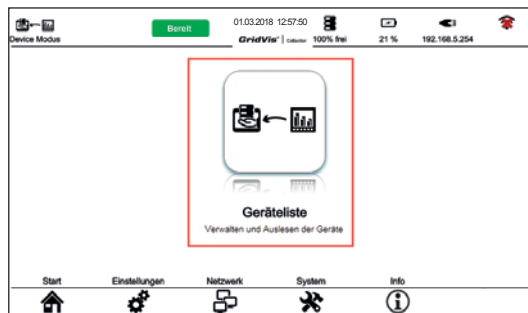 Device Modus
Bereit
01.03.2018 12:57:50
GridVis® | Collector
100% frei
21 %
192.168.5.254
Geräteliste
Verwalten und Auslesen der Geräte
Start
Einstellungen
Netzwerk
System
Info